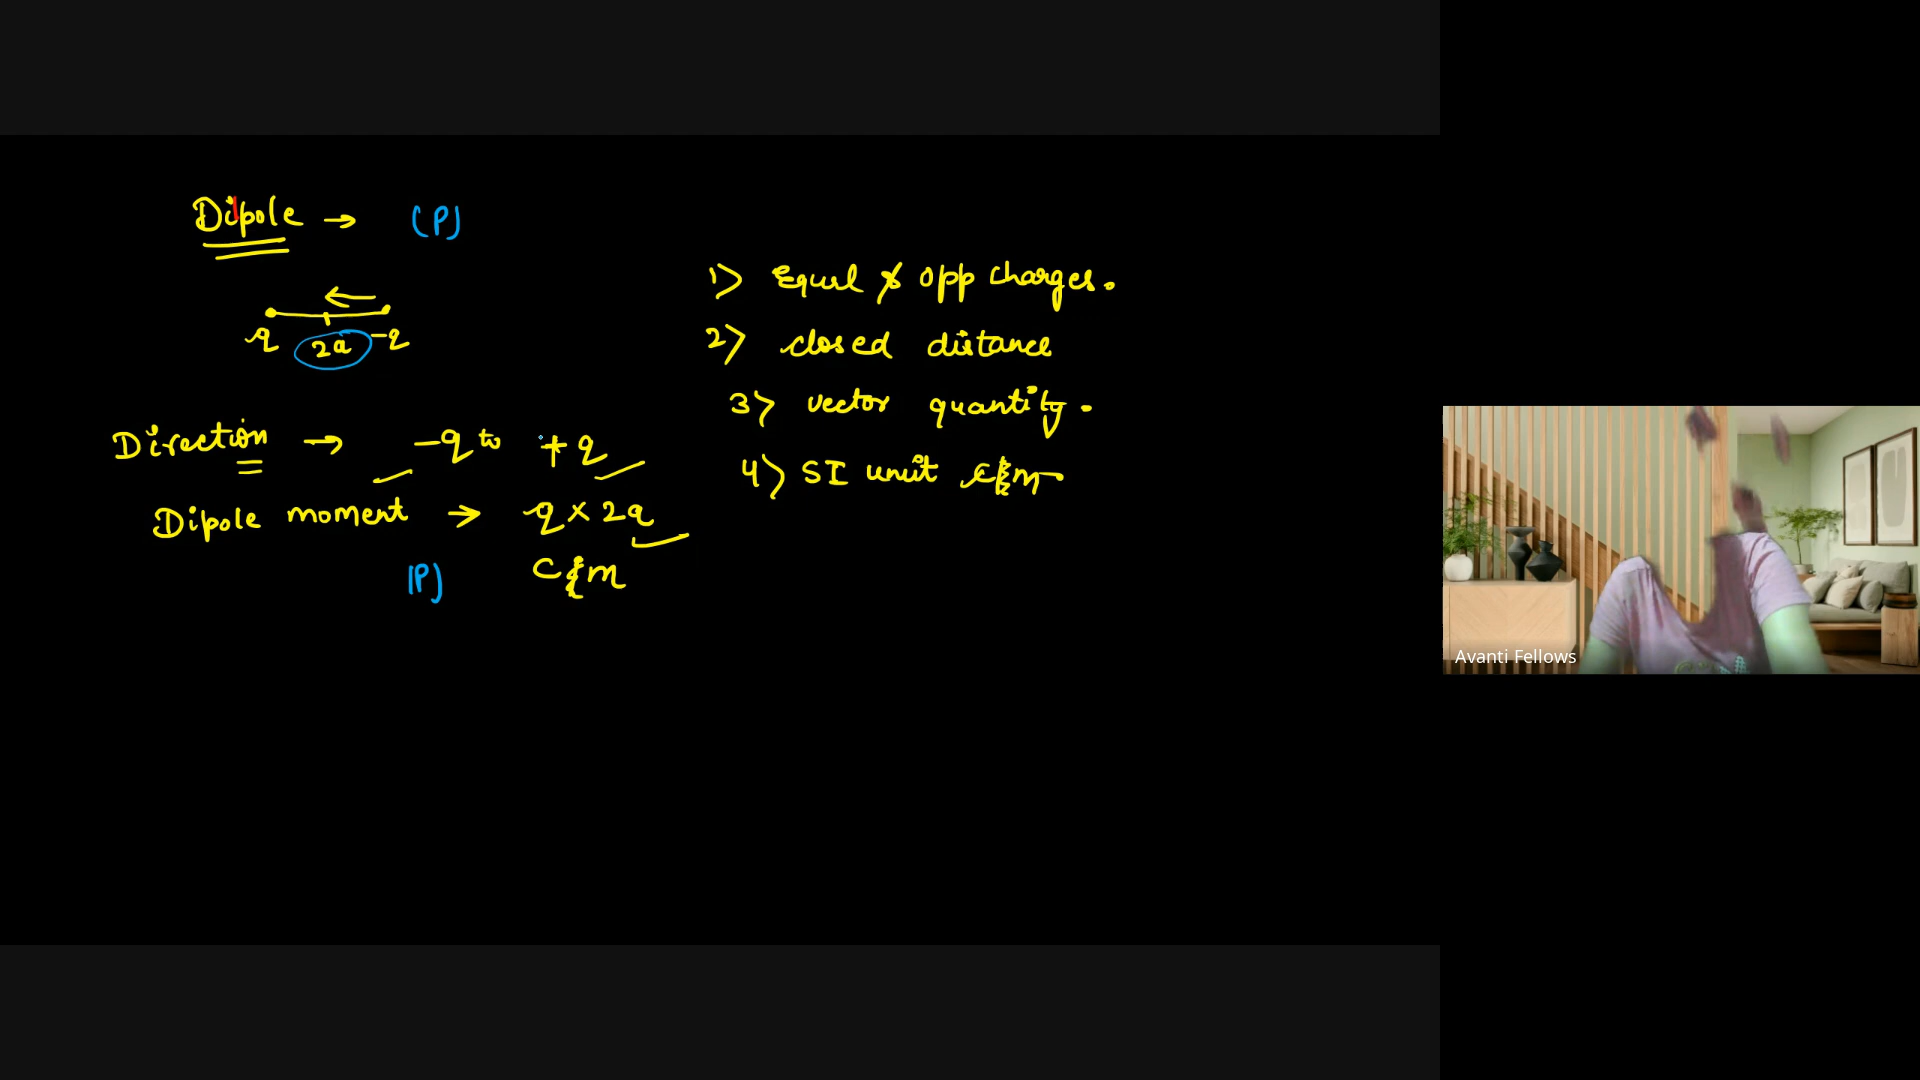 Dipole → (P)
q 2a -q
Direction → -q to +q
Dipole moment → q × 2a
(P) C & m
1> Equal & opp charges.
2> closed distance
3> vector quantity.
4> SI unit C & m
Avanti Fellows